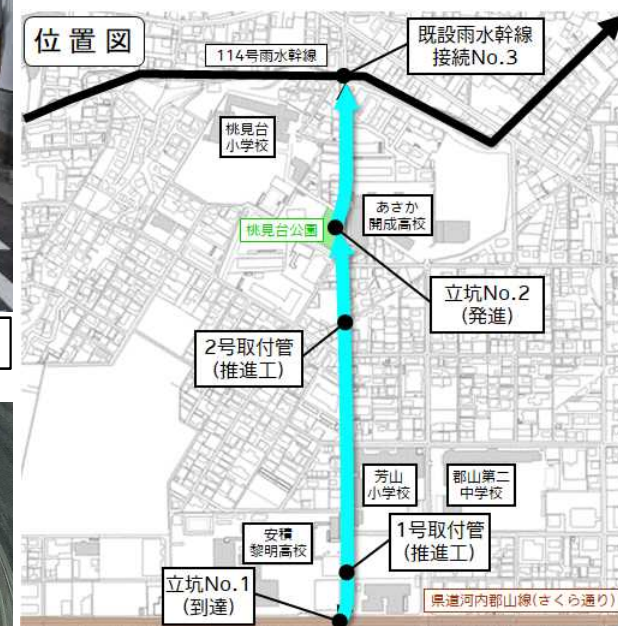 位置図
114号雨水幹線
既設雨水幹線
接続No.3
桃見台
小学校
あさか
開成高校
桃見台公園
立坑No.2
(発進)
2号取付管
(推進工)
芳山
小学校
郡山第二
中学校
安積
黎明高校
1号取付管
(推進工)
立坑No.1
(到達)
県道河内郡山線(さくら通り)